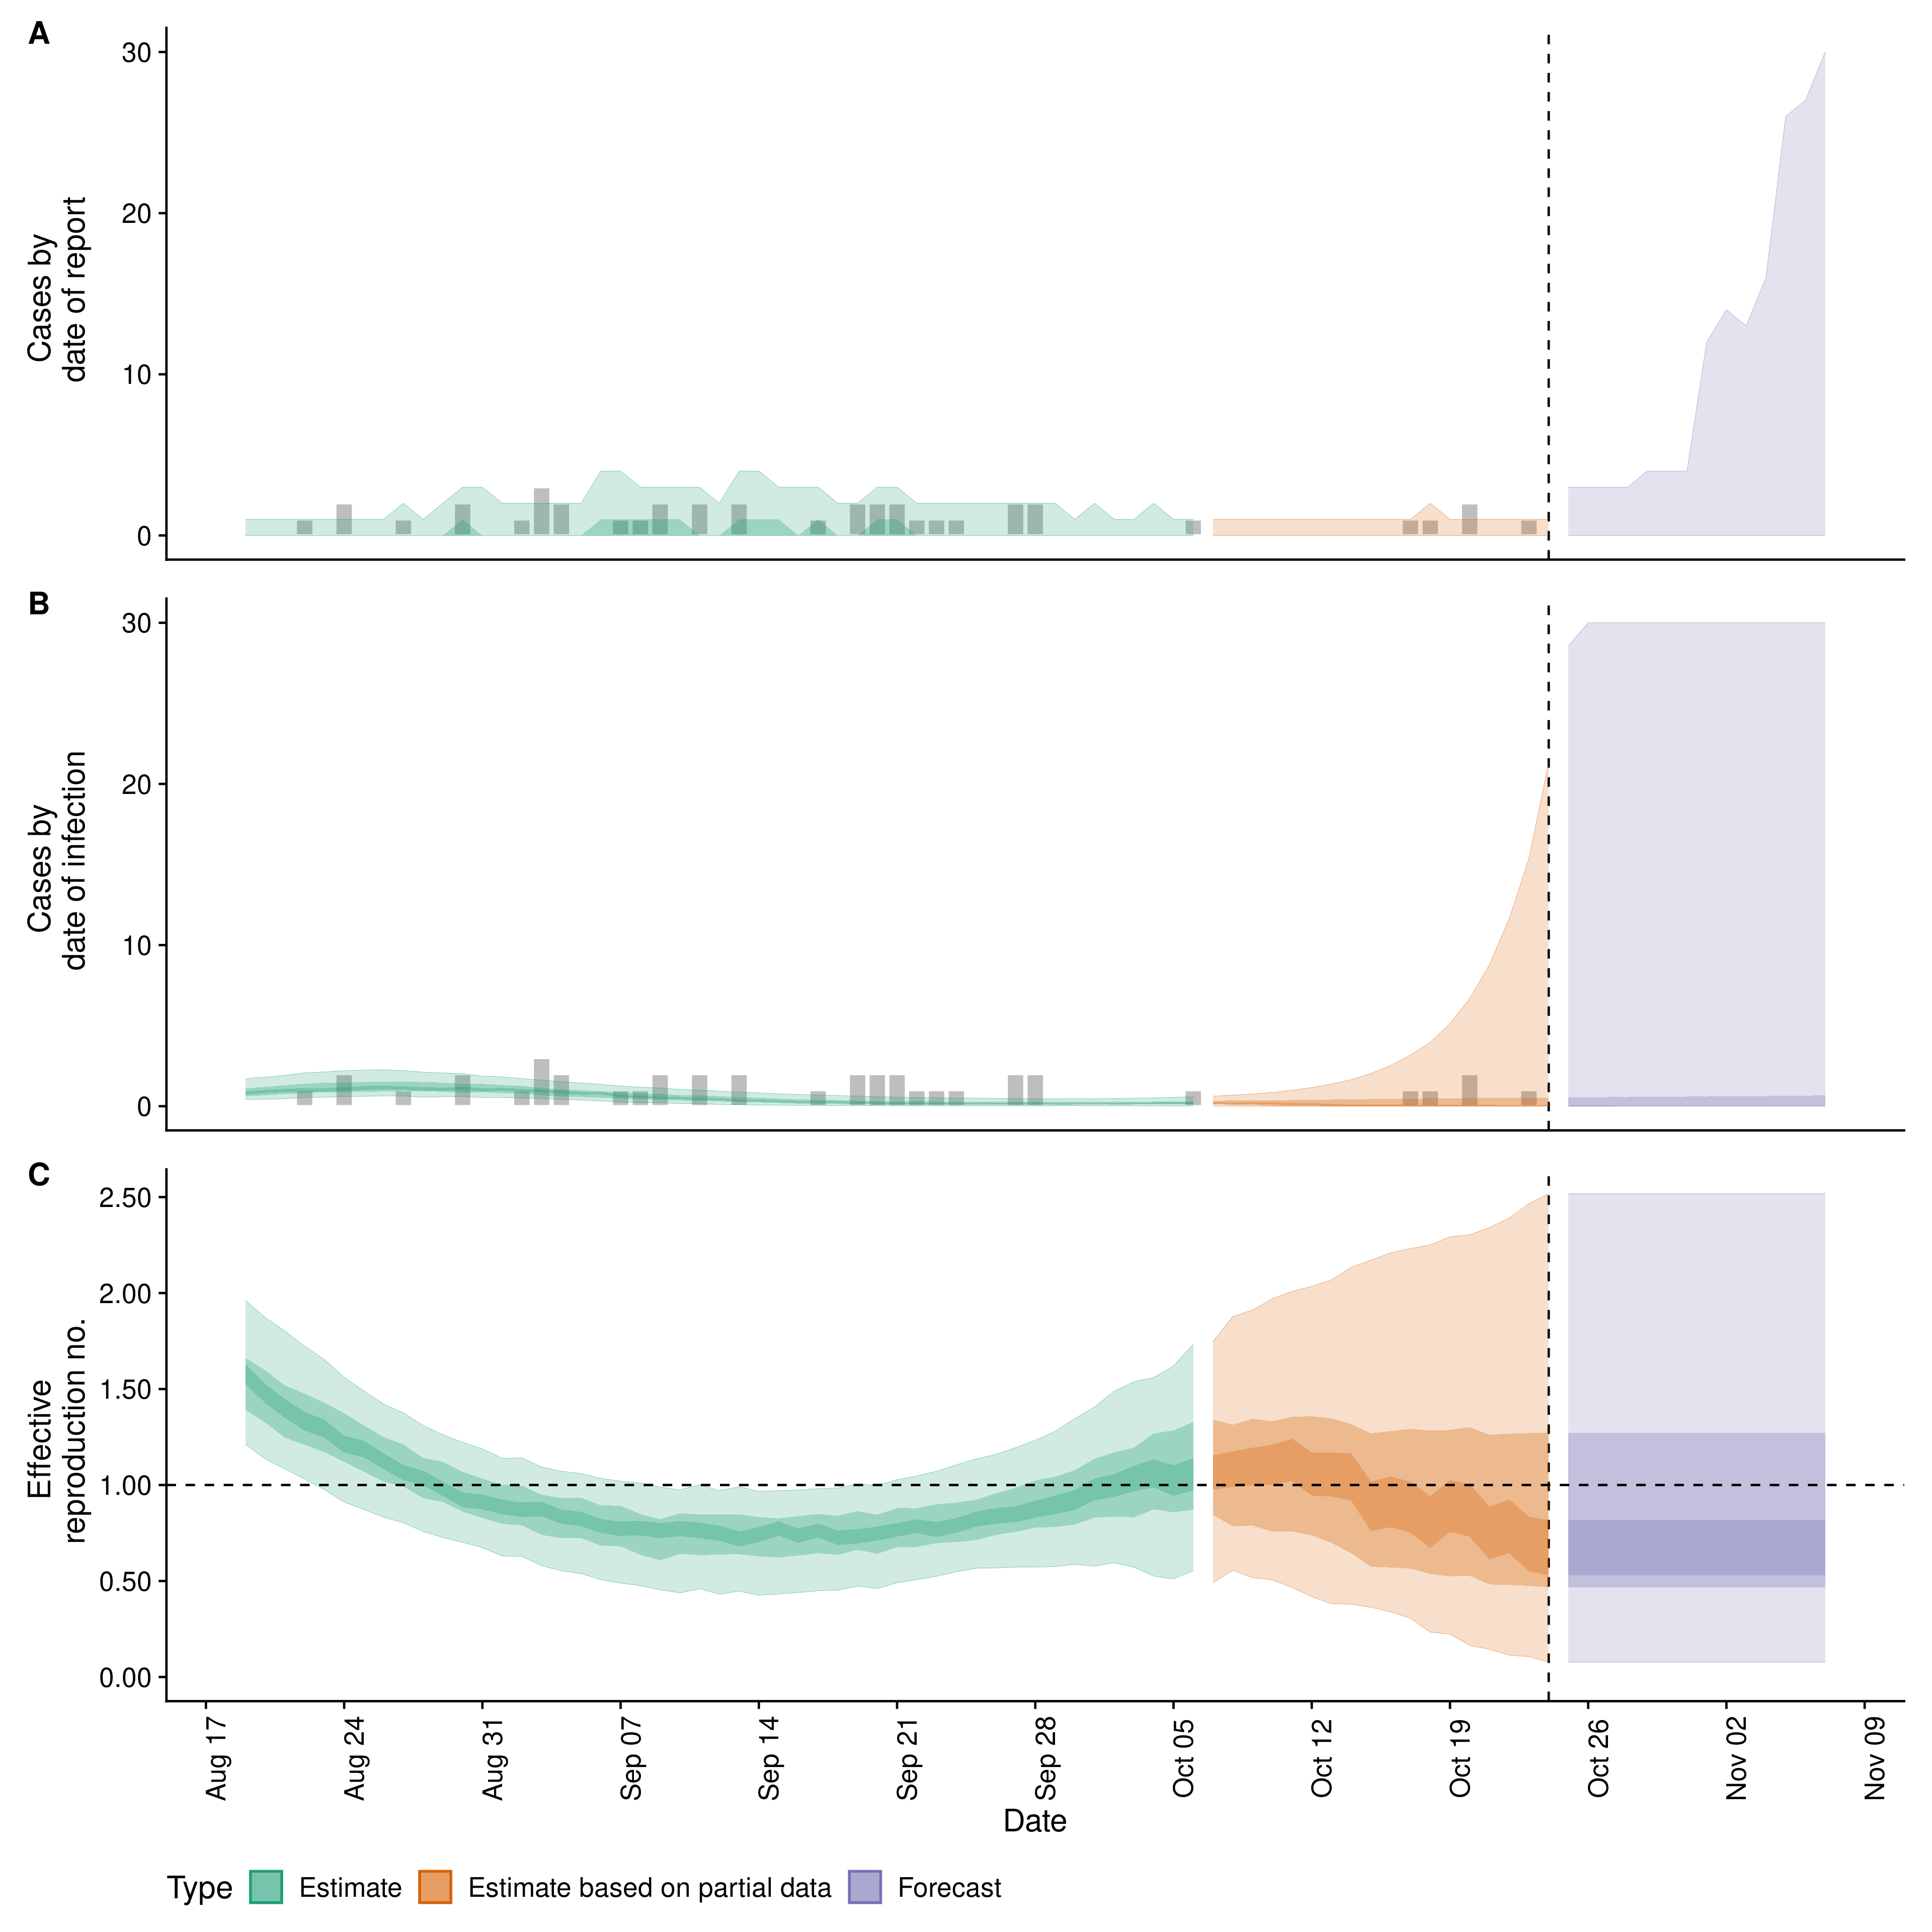 A
30
20
10
0
Cases by
date of report
B
30
20
10
0
Cases by
date of infection
C
2.50
2.00
1.50
1.00
0.50
0.00
Effective
reproduction no.
Aug 17
Aug 24
Aug 31
Sep 07
Sep 14
Sep 21
Sep 28
Oct 05
Oct 12
Oct 19
Oct 26
Nov 02
Nov 09
Date
Type Estimate Estimate based on partial data Forecast